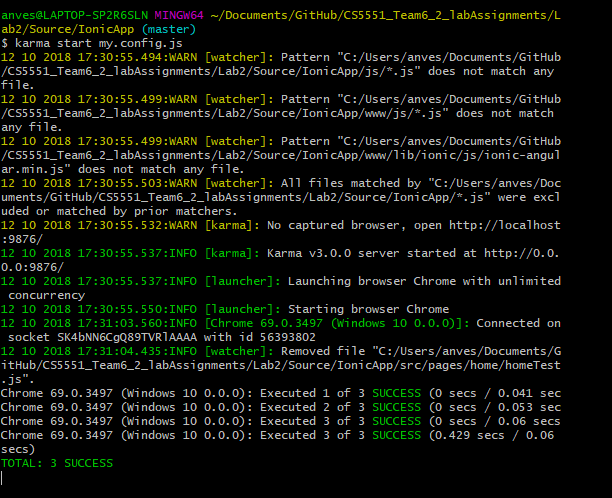 anves@LAPTOP-SP2R6SLN MINGW64 ~/Documents/GitHub/CS5551_Team6_2_labAssignments/L
ab2/Source/IonicApp (master)
$ karma start my.config.js
12 10 2018 17:30:55.494:WARN [watcher]: Pattern "C:/Users/anves/Documents/GitHub
/CS5551_Team6_2_labAssignments/Lab2/Source/IonicApp/js/*.js" does not match any
file.
12 10 2018 17:30:55.499:WARN [watcher]: Pattern "C:/Users/anves/Documents/GitHub
/CS5551_Team6_2_labAssignments/Lab2/Source/IonicApp/www/js/*.js" does not match
any file.
12 10 2018 17:30:55.499:WARN [watcher]: Pattern "C:/Users/anves/Documents/GitHub
/CS5551_Team6_2_labAssignments/Lab2/Source/IonicApp/www/lib/ionic/js/ionic-angul
ar.min.js" does not match any file.
12 10 2018 17:30:55.503:WARN [watcher]: All files matched by "C:/Users/anves/Doc
uments/GitHub/CS5551_Team6_2_labAssignments/Lab2/Source/IonicApp/*.js" were excl
uded or matched by prior matchers.
12 10 2018 17:30:55.532:WARN [karma]: No captured browser, open http://localhost
:9876/
12 10 2018 17:30:55.537:INFO [karma]: Karma v3.0.0 server started at http://0.0.
0.0:9876/
12 10 2018 17:30:55.537:INFO [launcher]: Launching browser Chrome with unlimited
 concurrency
12 10 2018 17:30:55.550:INFO [launcher]: Starting browser Chrome
12 10 2018 17:31:03.560:INFO [Chrome 69.0.3497 (Windows 10 0.0.0)]: Connected on
 socket SK4bNN6CgQ89TVRlAAAA with id 56393802
12 10 2018 17:31:04.435:INFO [watcher]: Removed file "C:/Users/anves/Documents/G
itHub/CS5551_Team6_2_labAssignments/Lab2/Source/IonicApp/src/pages/home/homeTest
.js".
Chrome 69.0.3497 (Windows 10 0.0.0): Executed 1 of 3 SUCCESS (0 secs / 0.041 sec
Chrome 69.0.3497 (Windows 10 0.0.0): Executed 2 of 3 SUCCESS (0 secs / 0.053 sec
Chrome 69.0.3497 (Windows 10 0.0.0): Executed 3 of 3 SUCCESS (0 secs / 0.06 secs
Chrome 69.0.3497 (Windows 10 0.0.0): Executed 3 of 3 SUCCESS (0.429 secs / 0.06
secs)
TOTAL: 3 SUCCESS